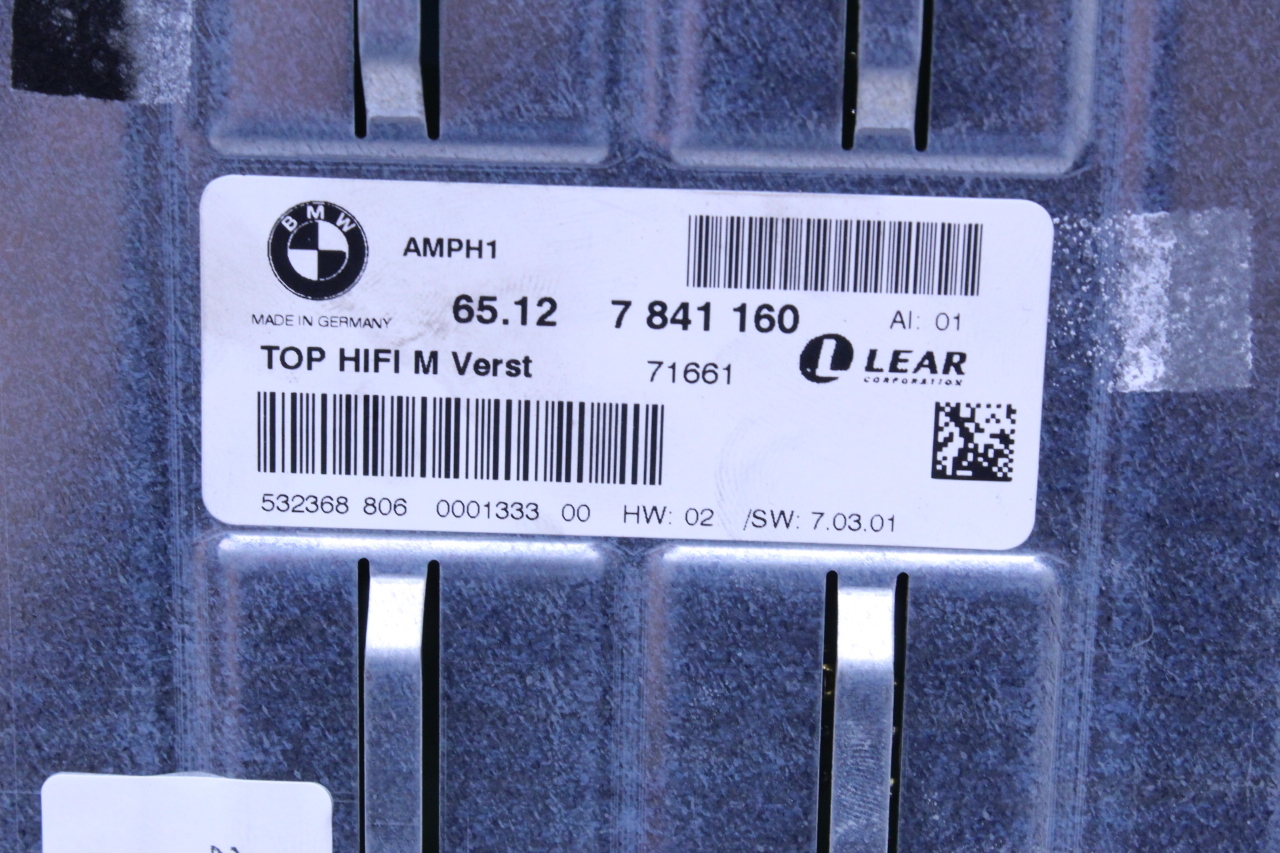 BMW
AMPH1
MADE IN GERMANY
65.12 7 841 160 AI: 01
TOP HIFI M Verst 71661 LEAR
CORPORATION
532368 806 0001333 00 HW: 02 /SW: 7.03.01